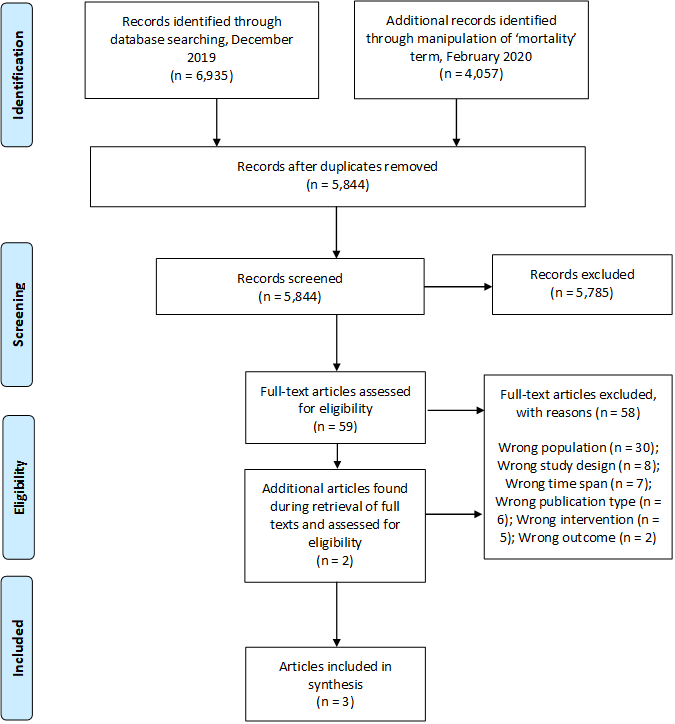 Identification
Records identified through
database searching, December
2019
(n = 6,935)
Additional records identified
through manipulation of ‘mortality’
term, February 2020
(n = 4,057)
Records after duplicates removed
(n = 5,844)
Screening
Records screened
(n = 5,844)
Records excluded
(n = 5,785)
Eligibility
Full-text articles assessed
for eligibility
(n = 59)
Full-text articles excluded,
with reasons (n = 58)
Wrong population (n = 30);
Wrong study design (n = 8);
Wrong time span (n = 7);
Wrong publication type (n =
6); Wrong intervention (n =
5); Wrong outcome (n = 2)
Additional articles found
during retrieval of full
texts and assessed for
eligibility
(n = 2)
Included
Articles included in
synthesis
(n = 3)